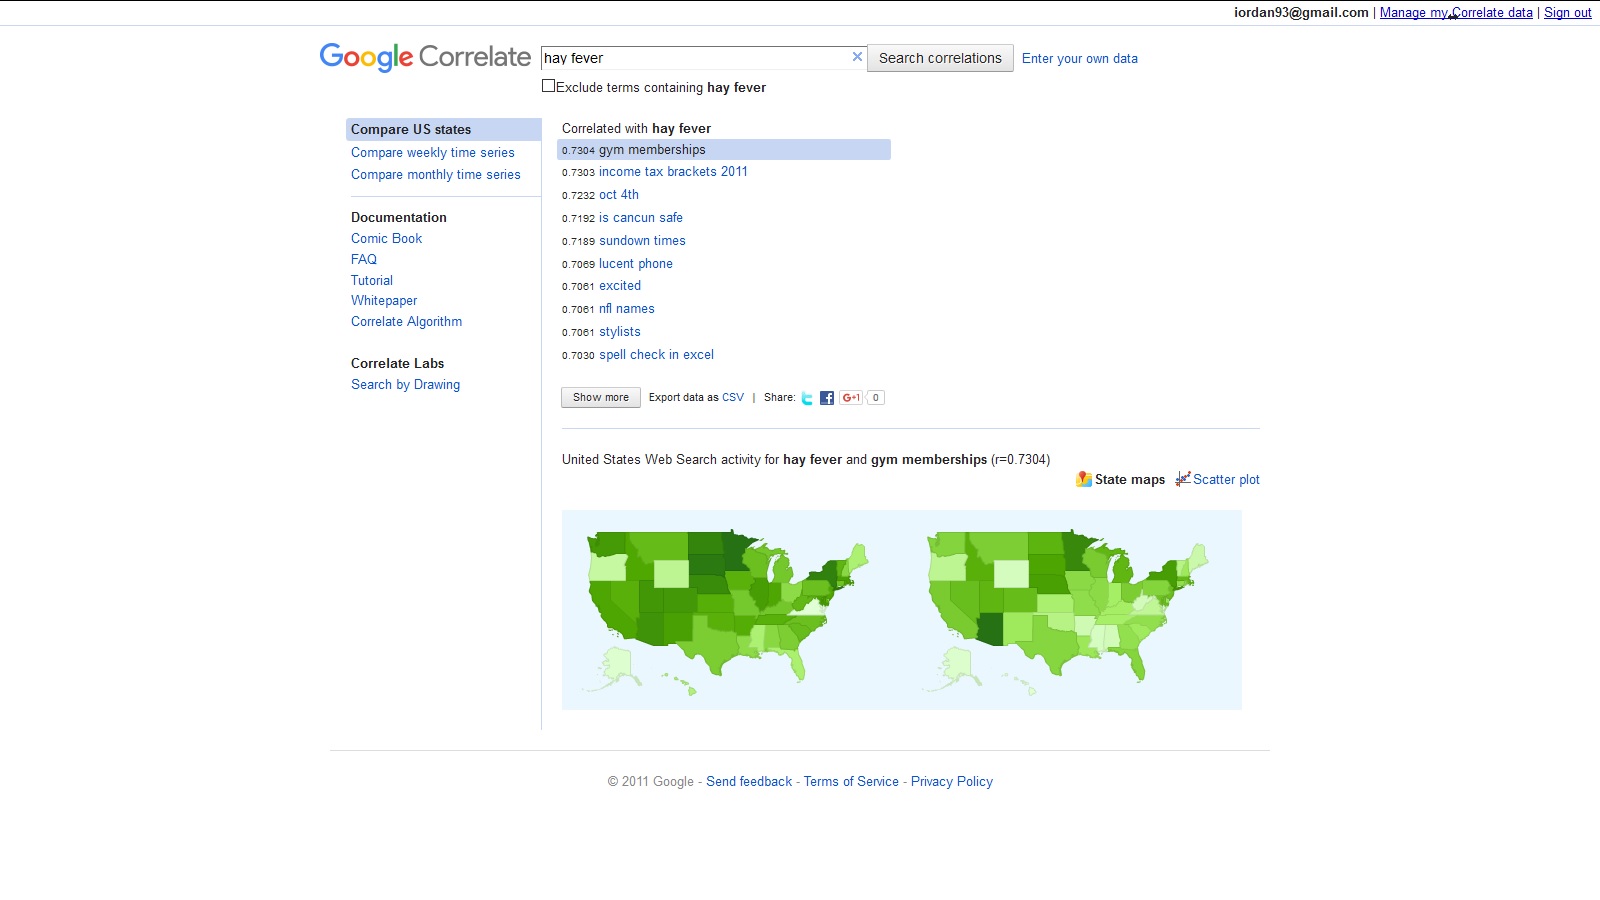 iordan93@gmail.com | Manage my Correlate data | Sign out
Google Correlate
hay fever
Search correlations
Enter your own data
Exclude terms containing hay fever
Compare US states
Compare weekly time series
Compare monthly time series
Documentation
Comic Book
FAQ
Tutorial
Whitepaper
Correlate Algorithm
Correlate Labs
Search by Drawing
Correlated with hay fever
0.7304 gym memberships
0.7303 income tax brackets 2011
0.7232 oct 4th
0.7192 is cancun safe
0.7189 sundown times
0.7069 lucent phone
0.7061 excited
0.7061 nfl names
0.7061 stylists
0.7030 spell check in excel
Show more Export data as CSV | Share: G+1 0
United States Web Search activity for hay fever and gym memberships (r=0.7304)
State maps Scatter plot
© 2011 Google - Send feedback - Terms of Service - Privacy Policy